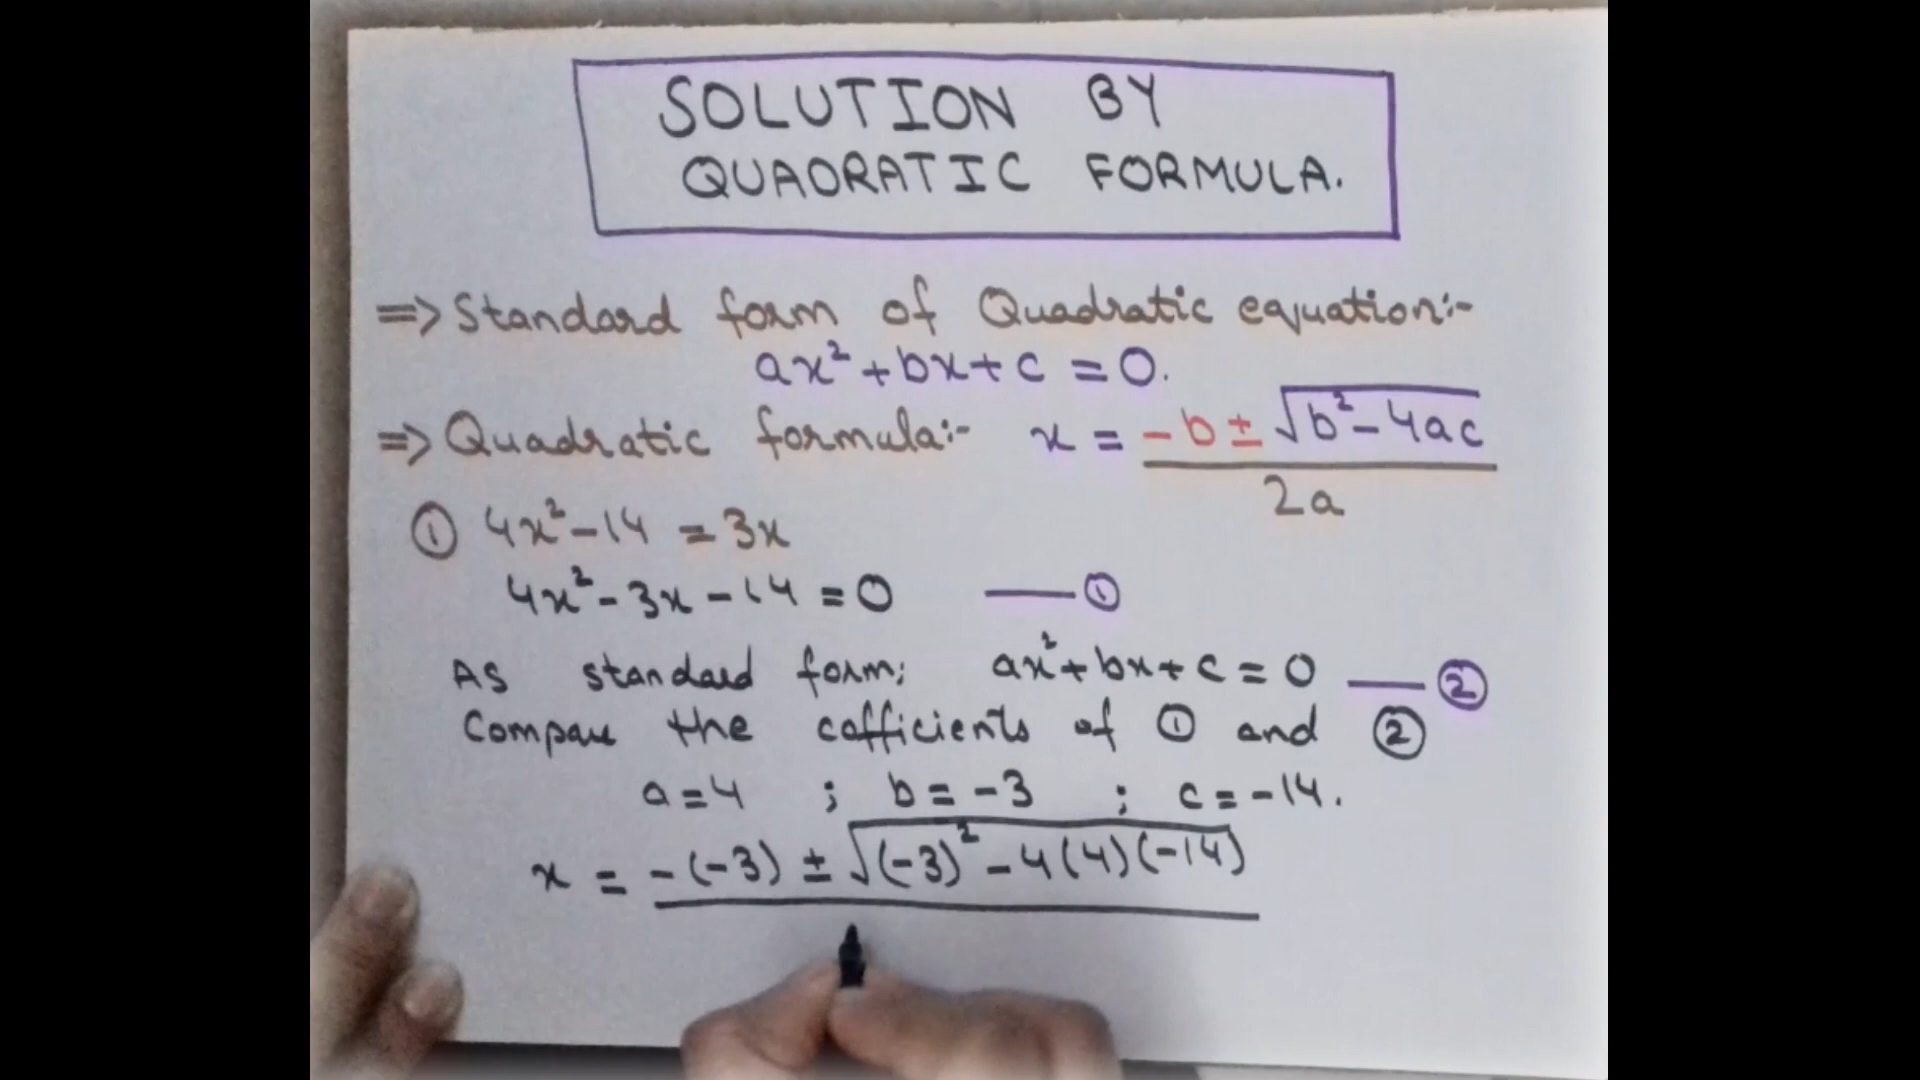 SOLUTION BY
QUADRATIC FORMULA.
=> Standard form of Quadratic equation:-
ax² + bx + c = 0.
=> Quadratic formula:- x = -b ± √b² - 4ac / 2a
① 4x² - 14 = 3x
4x² - 3x - 14 = 0 —— ①
As standard form; ax² + bx + c = 0 —— ②
Compare the cofficients of ① and ②
a = 4 ; b = -3 ; c = -14.
x = -(-3) ± √(-3)² - 4(4)(-14)